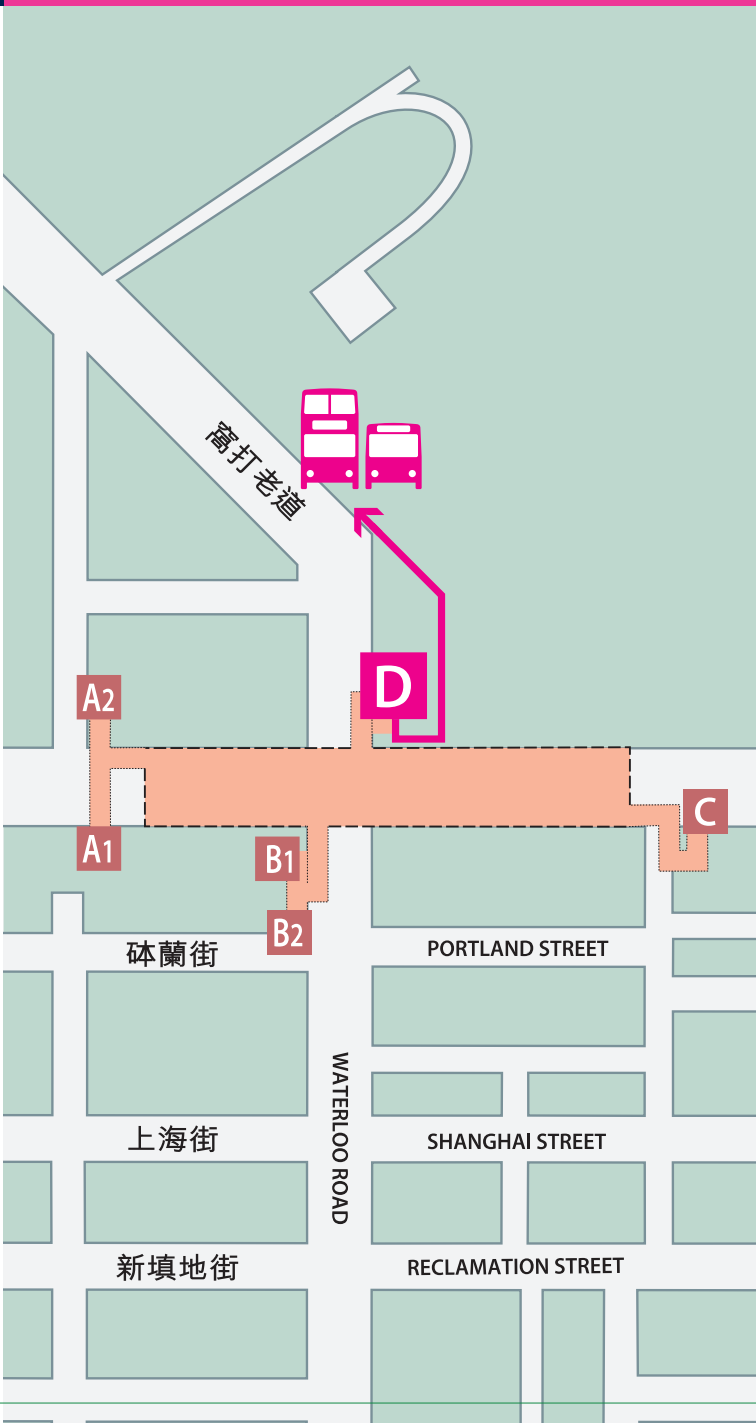 窩打老道
A2
D
C
A1
B1
B2
砵蘭街
PORTLAND STREET
WATERLOO ROAD
上海街
SHANGHAI STREET
新填地街
RECLAMATION STREET